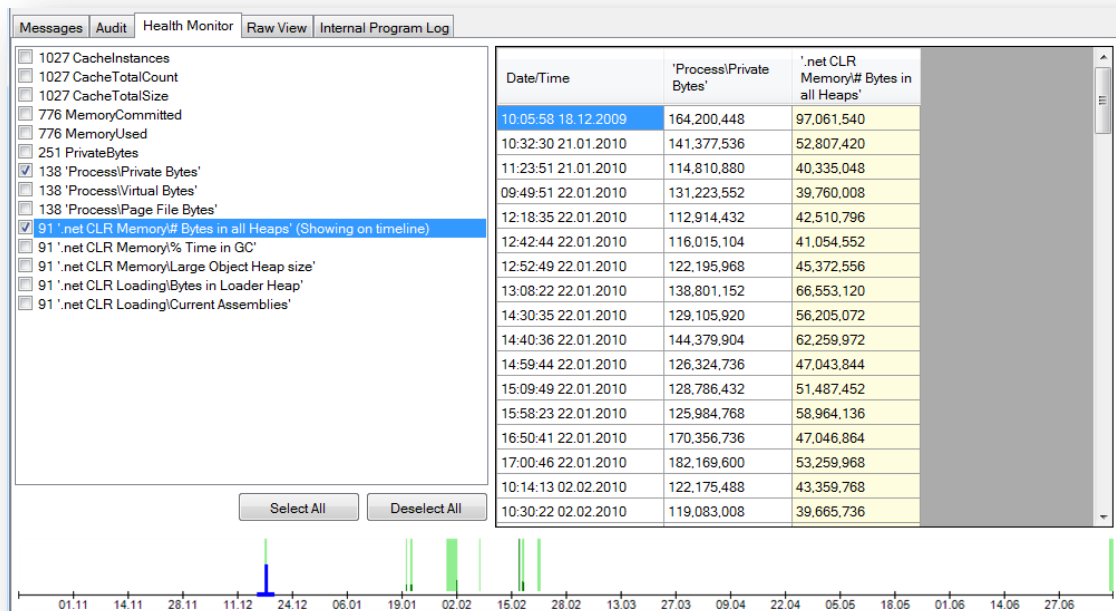 Messages Audit Health Monitor Raw View Internal Program Log
1027 CacheInstances
1027 CacheTotalCount
1027 CacheTotalSize
776 MemoryCommitted
776 MemoryUsed
251 PrivateBytes
138 'Process\Private Bytes'
138 'Process\Virtual Bytes'
138 'Process\Page File Bytes'
91 '.net CLR Memory\# Bytes in all Heaps' (Showing on timeline)
91 '.net CLR Memory\% Time in GC'
91 '.net CLR Memory\Large Object Heap size'
91 '.net CLR Loading\Bytes in Loader Heap'
91 '.net CLR Loading\Current Assemblies'
Select All Deselect All
Date/Time
'Process\Private
Bytes'
'.net CLR
Memory\# Bytes in
all Heaps'
10:05:58 18.12.2009 164,200,448 97,061,540
10:32:30 21.01.2010 141,377,536 52,807,420
11:23:51 21.01.2010 114,810,880 40,335,048
09:49:51 22.01.2010 131,223,552 39,760,008
12:18:35 22.01.2010 112,914,432 42,510,796
12:42:44 22.01.2010 116,015,104 41,054,552
12:52:49 22.01.2010 122,195,968 45,372,556
13:08:22 22.01.2010 138,801,152 66,553,120
14:30:35 22.01.2010 129,105,920 56,205,072
14:40:36 22.01.2010 144,379,904 62,259,972
14:59:44 22.01.2010 126,324,736 47,043,844
15:09:49 22.01.2010 128,786,432 51,487,452
15:58:23 22.01.2010 125,984,768 58,964,136
16:50:41 22.01.2010 170,356,736 47,046,864
17:00:46 22.01.2010 182,169,600 53,259,968
10:14:13 02.02.2010 122,175,488 43,359,768
10:30:22 02.02.2010 119,083,008 39,665,736
01.11 14.11 28.11 11.12 24.12 06.01 19.01 02.02 15.02 28.02 13.03 27.03 09.04 22.04 05.05 18.05 01.06 14.06 27.06